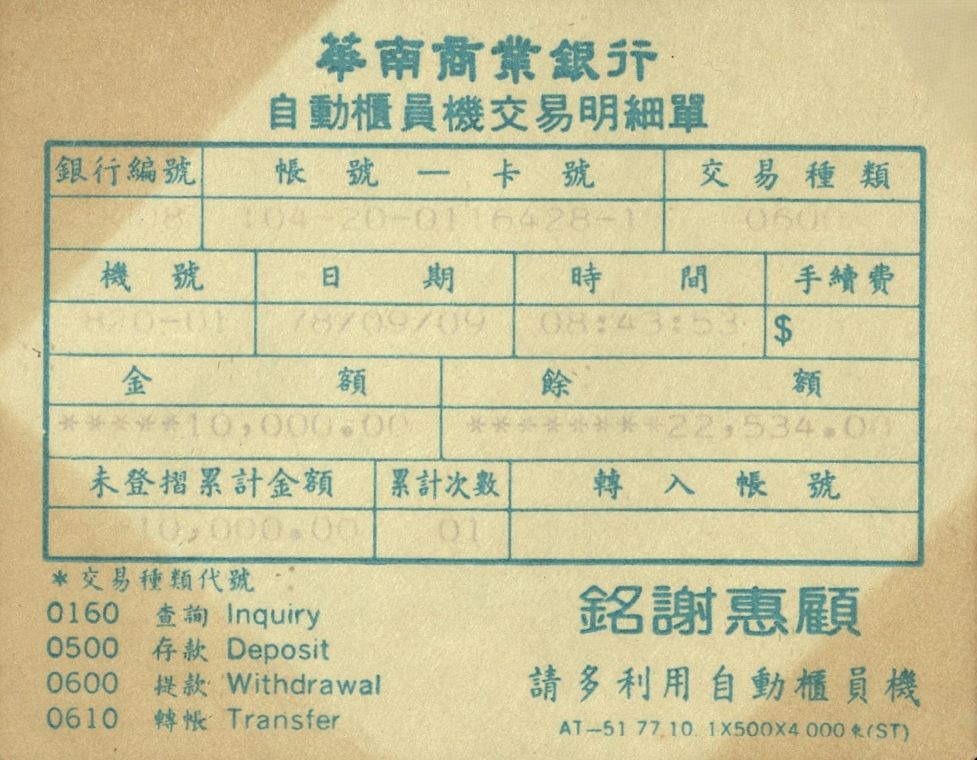 華南商業銀行
自動櫃員機交易明細單
銀行編號 帳號－卡號 交易種類
8 104-20-0116428-1 060
機號 日期 時間 手續費
820-01 78/09/09 08:43:53 $
金額 餘額
*****10,000.00 ********22,534.00
未登摺累計金額 累計次數 轉入帳號
10,000.00 01
*交易種類代號
0160 查詢 Inquiry
0500 存款 Deposit
0600 提款 Withdrawal
0610 轉帳 Transfer
銘謝惠顧
請多利用自動櫃員機
AT-51 77.10. 1X500X4.000 (ST)